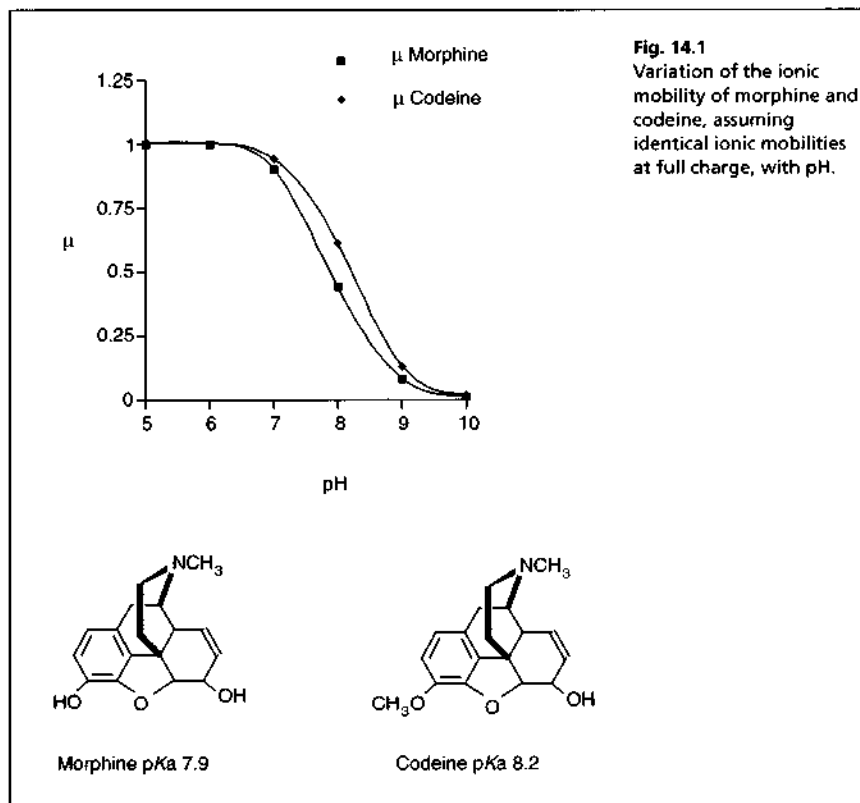 μ Morphine
μ Codeine
Fig. 14.1
Variation of the ionic
mobility of morphine and
codeine, assuming
identical ionic mobilities
at full charge, with pH.
1.25
1
0.75
0.5
0.25
0
μ
5 6 7 8 9 10
pH
NCH3
HO
O
OH
Morphine pKa 7.9
NCH3
CH3O
O
OH
Codeine pKa 8.2